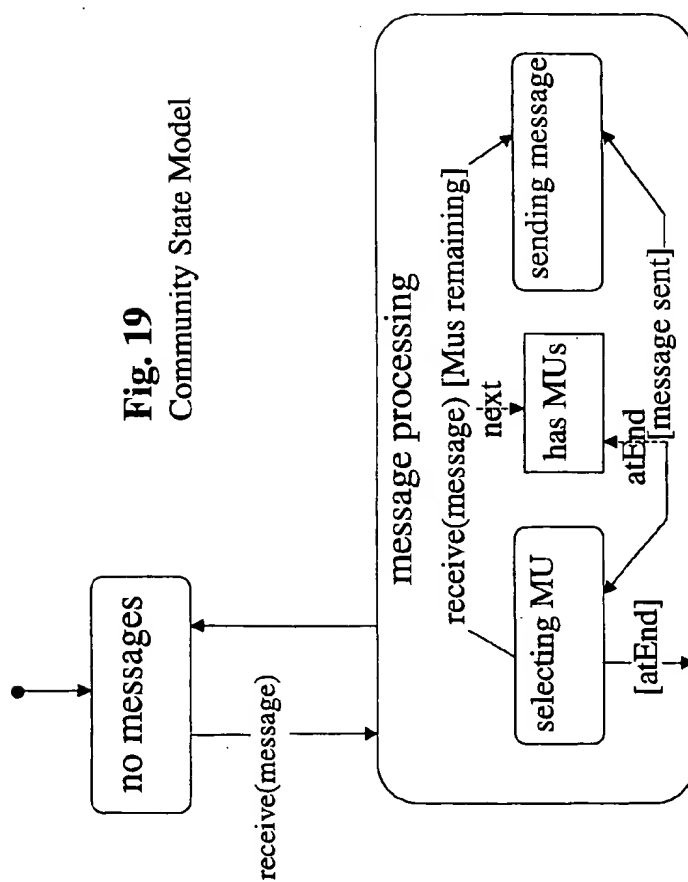 Fig. 19
Community State Model
no messages
receive(message)
message processing
receive(message) [Mus remaining]
next
selecting MU
has MUs
sending message
atEnd
[message sent]
[atEnd]